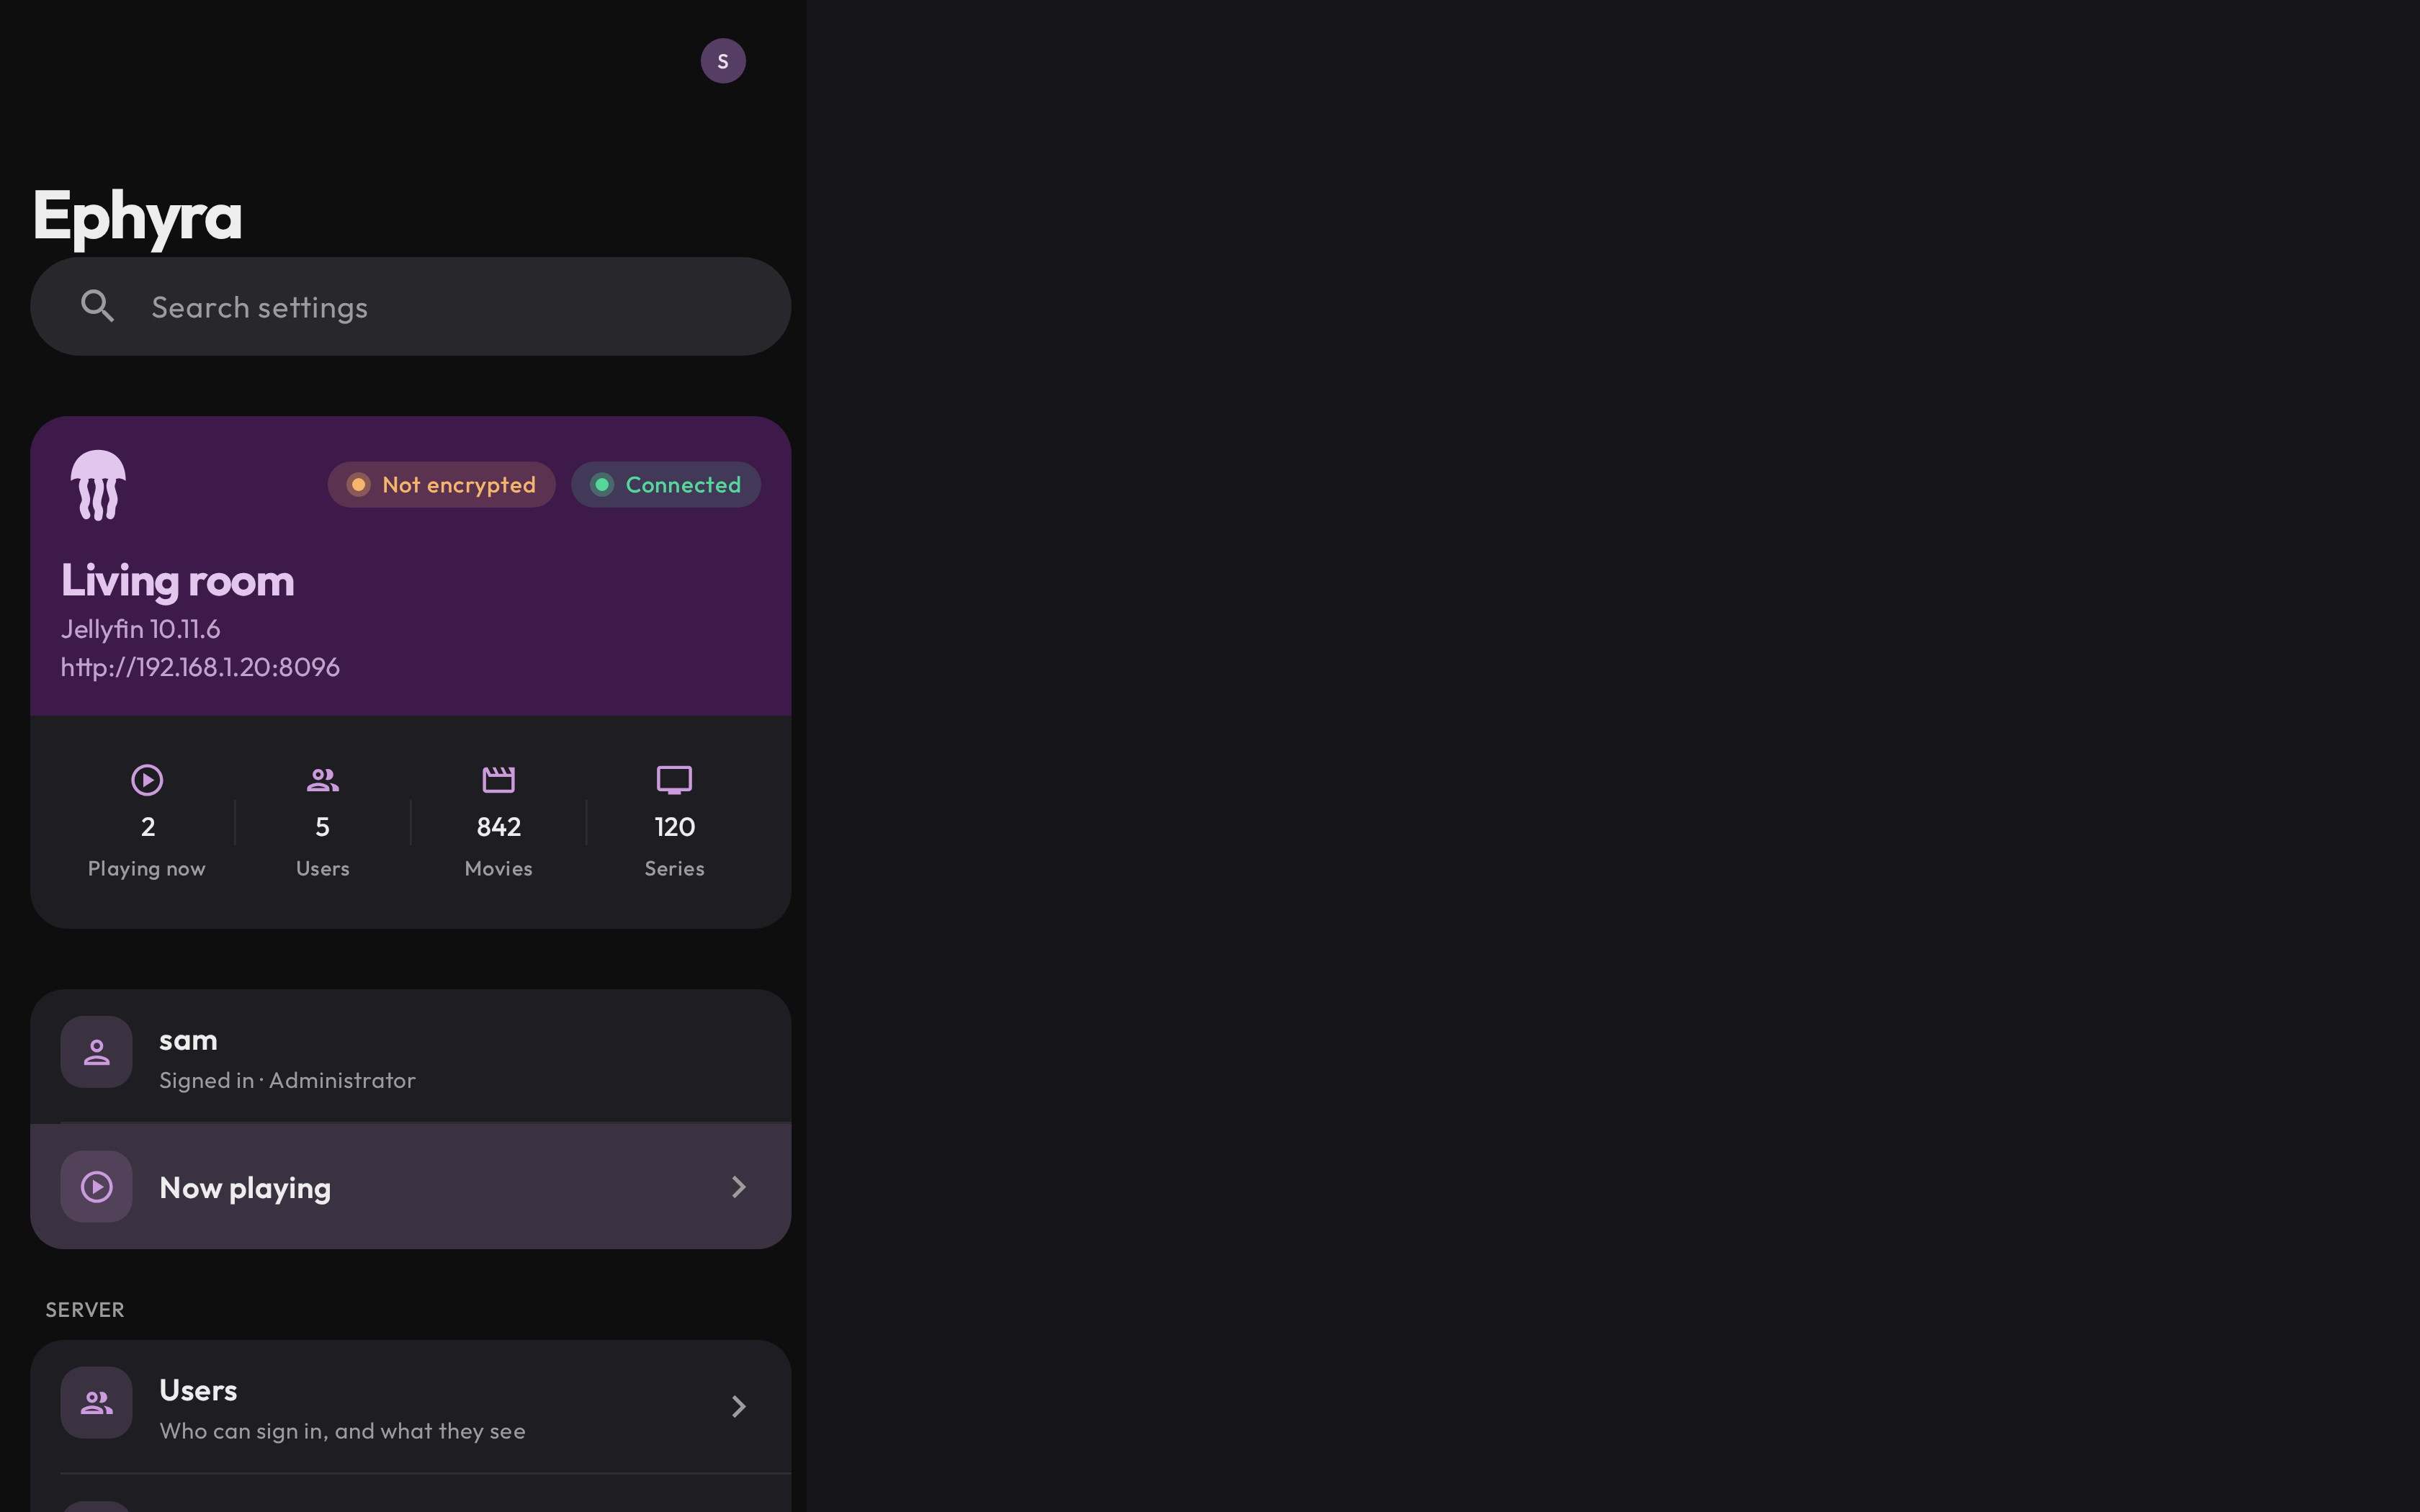 S
Ephyra
Search settings
Not encrypted
Connected
Living room
Jellyfin 10.11.6
http://192.168.1.20:8096
2
Playing now
5
Users
842
Movies
120
Series
sam
Signed in · Administrator
Now playing
SERVER
Users
Who can sign in, and what they see